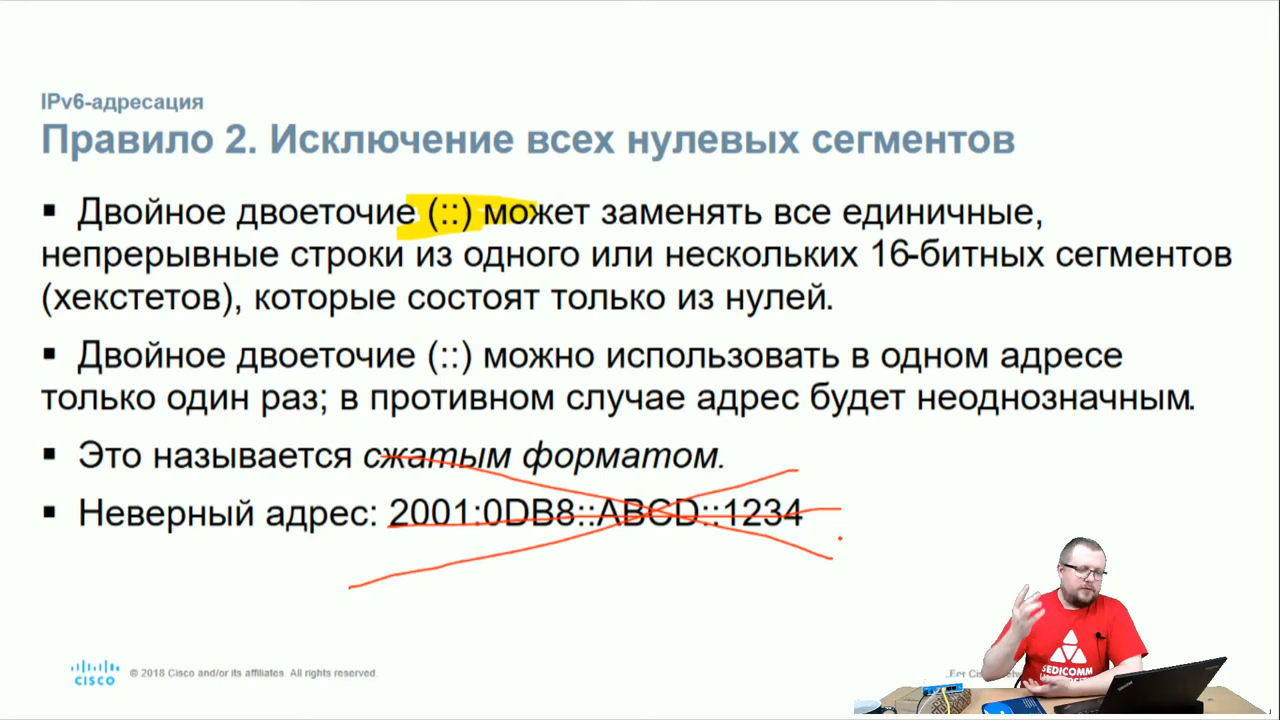 IPv6-адресация
Правило 2. Исключение всех нулевых сегментов
▪ Двойное двоеточие (::) может заменять все единичные,
непрерывные строки из одного или нескольких 16-битных сегментов
(хекстетов), которые состоят только из нулей.
▪ Двойное двоеточие (::) можно использовать в одном адресе
только один раз; в противном случае адрес будет неоднозначным.
▪ Это называется сжатым форматом.
▪ Неверный адрес: 2001:0DB8::ABCD::1234
CISCO
© 2018 Cisco and/or its affiliates. All rights reserved.
SEDICOMM